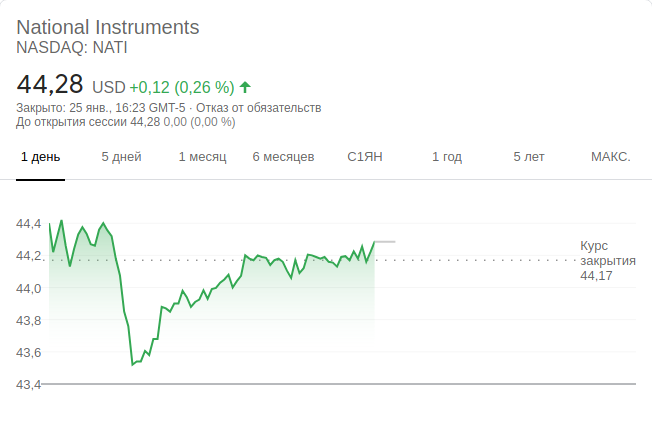 National Instruments
NASDAQ: NATI
44,28 USD +0,12 (0,26 %)
Закрыто: 25 янв., 16:23 GMT-5 · Отказ от обязательств
До открытия сессии 44,28 0,00 (0,00 %)
1 день 5 дней 1 месяц 6 месяцев С1ЯН 1 год 5 лет МАКС.
44,4
44,2
44,0
43,8
43,6
43,4
Курс
закрытия
44,17